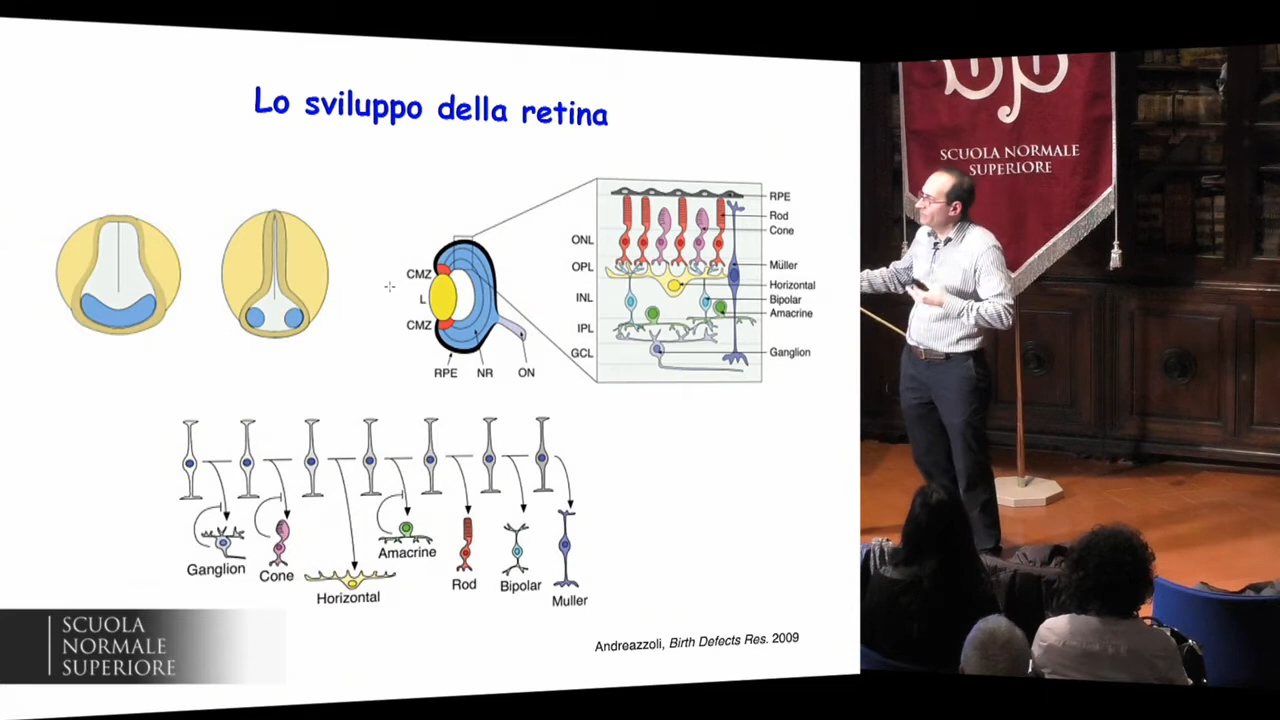 Lo sviluppo della retina
CMZ
L
CMZ
RPE
NR
ON
ONL
OPL
INL
IPL
GCL
RPE
Rod
Cone
Müller
Horizontal
Bipolar
Amacrine
Ganglion
Ganglion
Cone
Horizontal
Amacrine
Rod
Bipolar
Muller
Andreazzoli, Birth Defects Res. 2009
SCUOLA
NORMALE
SUPERIORE
SCUOLA NORMALE
SUPERIORE